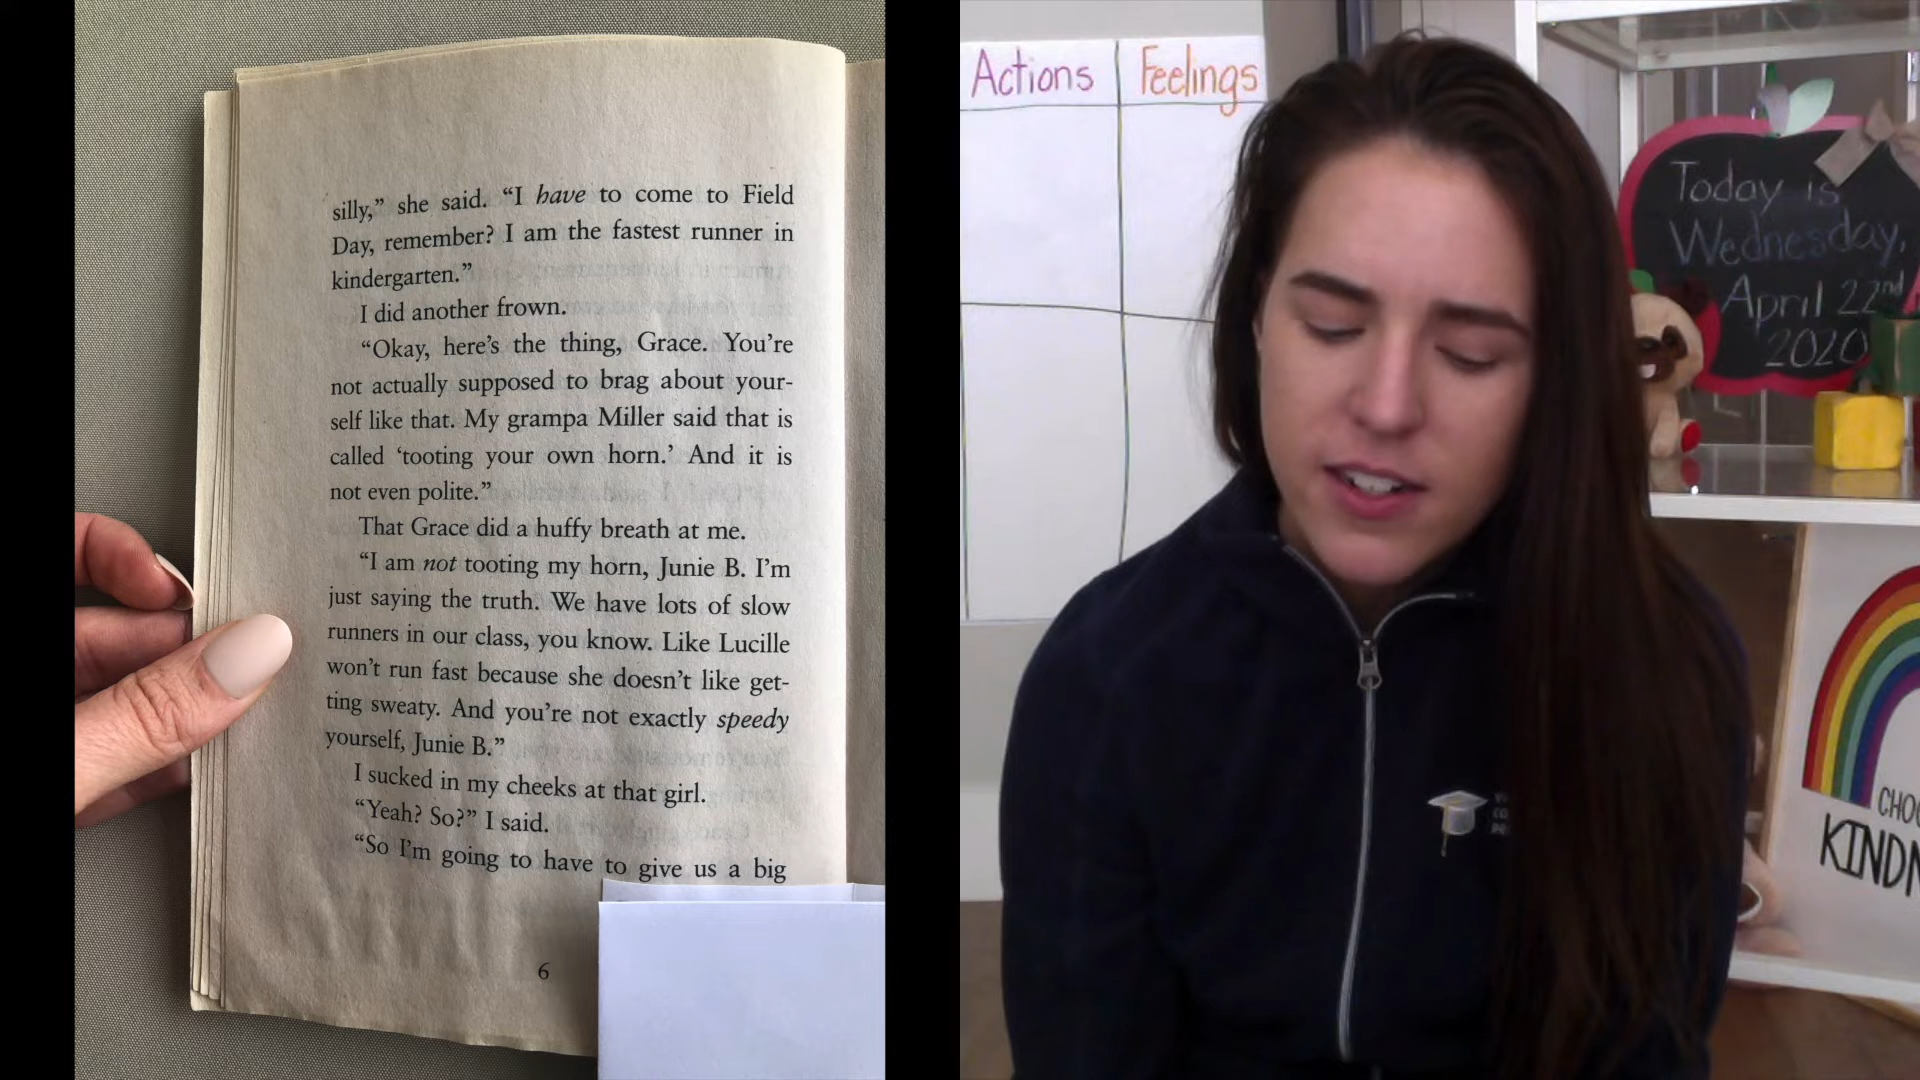 silly,” she said. “I have to come to Field
Day, remember? I am the fastest runner in
kindergarten.”
I did another frown.
“Okay, here’s the thing, Grace. You’re
not actually supposed to brag about your-
self like that. My grampa Miller said that is
called ‘tooting your own horn.’ And it is
not even polite.”
That Grace did a huffy breath at me.
“I am not tooting my horn, Junie B. I’m
just saying the truth. We have lots of slow
runners in our class, you know. Like Lucille
won’t run fast because she doesn’t like get-
ting sweaty. And you’re not exactly speedy
yourself, Junie B.”
I sucked in my cheeks at that girl.
“Yeah? So?” I said.
“So I’m going to have to give us a big
6
Actions
Feelings
Today is
Wednesday,
April 22nd
2020